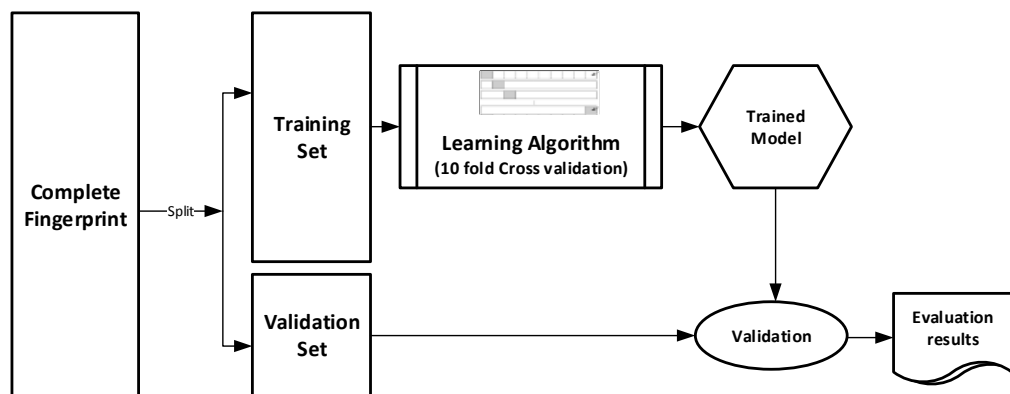 Complete
Fingerprint
Split
Training
Set
Validation
Set
Learning Algorithm
(10 fold Cross validation)
Trained
Model
Validation
Evaluation
results